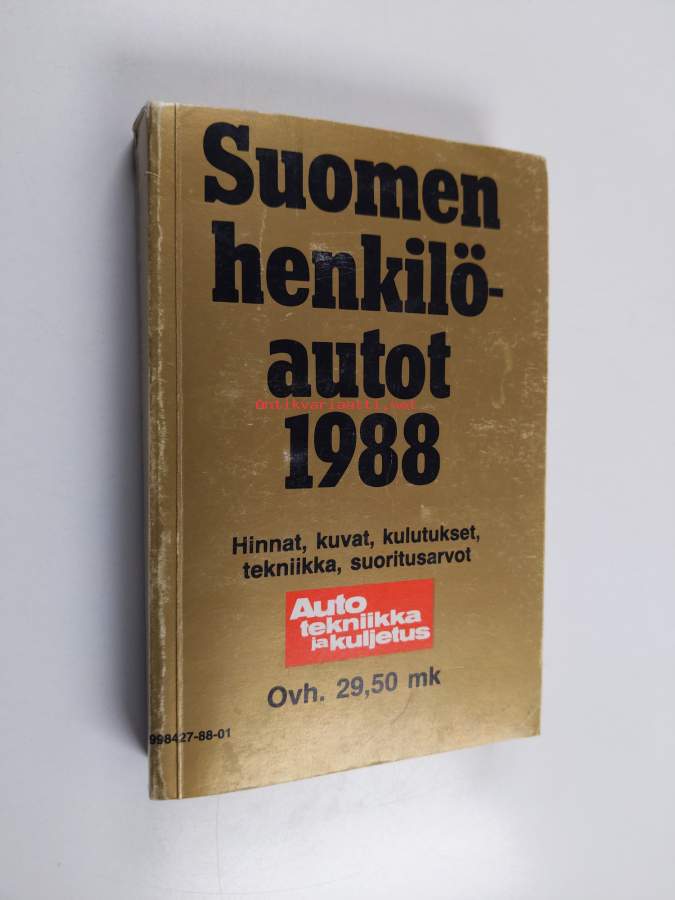 Suomen
henkilö-
autot
antikvariaatti.net
1988
Hinnat, kuvat, kulutukset,
tekniikka, suoritusarvot
Auto
tekniikka
ja kuljetus
Ovh. 29,50 mk
998427-88-01